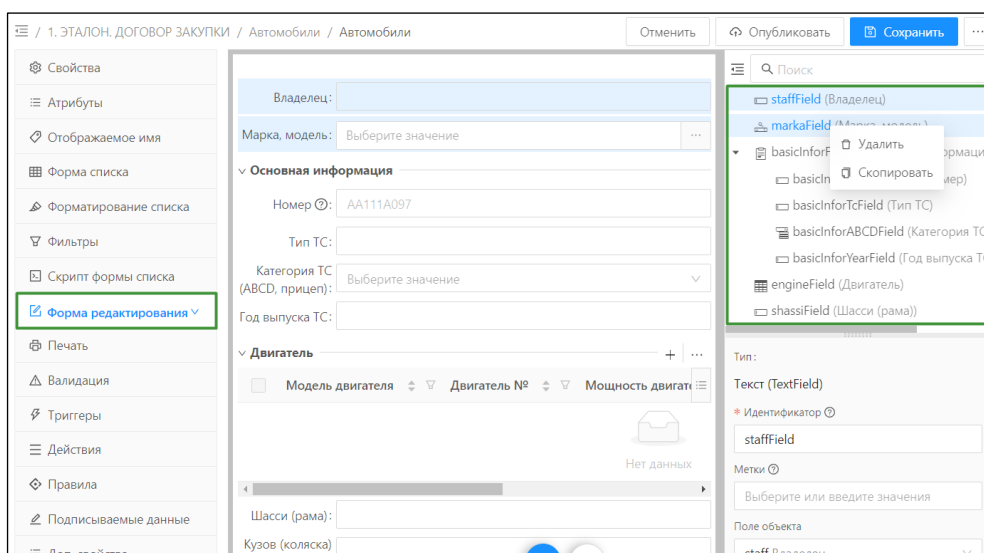 / 1. ЭТАЛОН. ДОГОВОР ЗАКУПКИ / Автомобили / Автомобили
Отменить
Опубликовать
Сохранить
Свойства
Атрибуты
Отображаемое имя
Форма списка
Форматирование списка
Фильтры
Скрипт формы списка
Форма редактирования
Печать
Валидация
Триггеры
Действия
Правила
Подписываемые данные
Владелец:
Марка, модель: Выберите значение
Основная информация
Номер : AA111A097
Тип ТС:
Категория ТС
(ABCD, прицеп): Выберите значение
Год выпуска ТС:
Двигатель
Модель двигателя Двигатель № Мощность двигат
Нет данных
Шасси (рама):
Кузов (коляска)
Поиск
staffField (Владелец)
markaField (Марка, модель)
basicInforF
Удалить
Скопировать
basicInforTcField (Тип ТС)
basicInforABCDField (Категория ТС
basicInforYearField (Год выпуска Т
engineField (Двигатель)
shassiField (Шасси (рама))
Тип:
Текст (TextField)
* Идентификатор
staffField
Метки
Выберите или введите значения
Поле объекта
staff Владелец